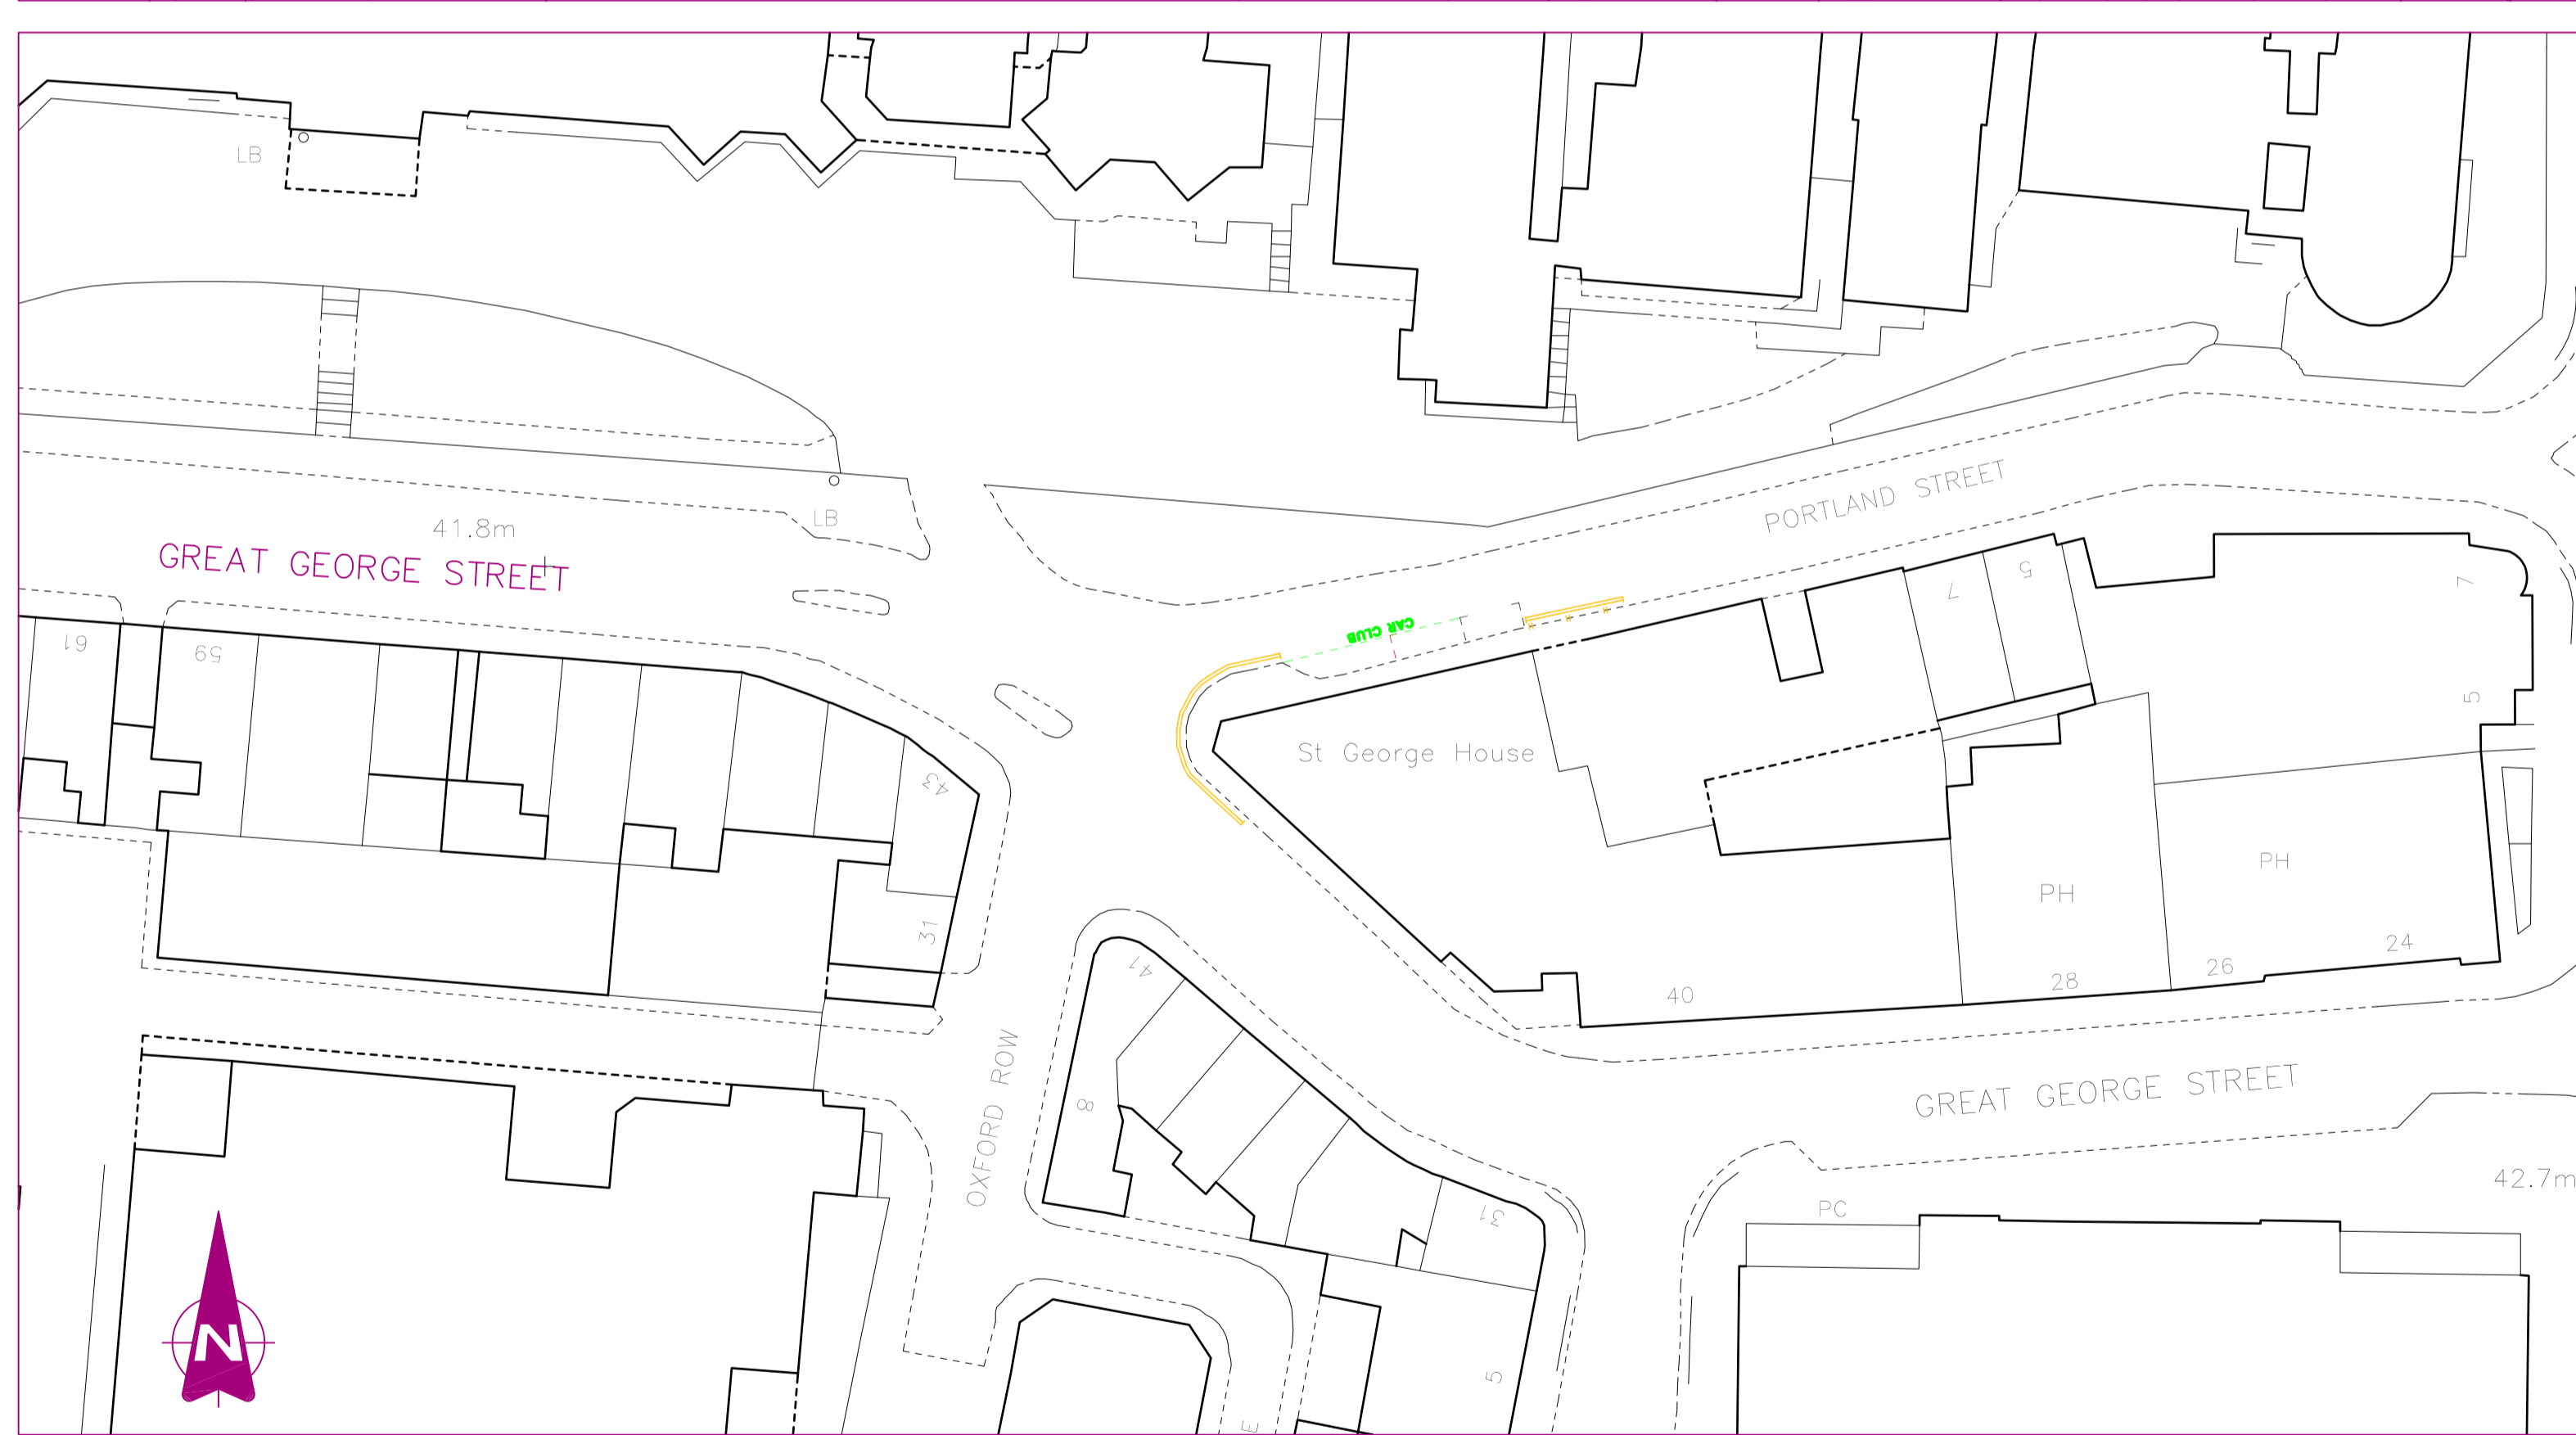 LB
41.8m
LB
GREAT GEORGE STREET
PORTLAND STREET
CAR CLUB
61
59
7
5
7
5
St George House
43
31
PH
PH
24
26
28
40
41
OXFORD ROW
8
GREAT GEORGE STREET
42.7m
PC
31
5
N
E